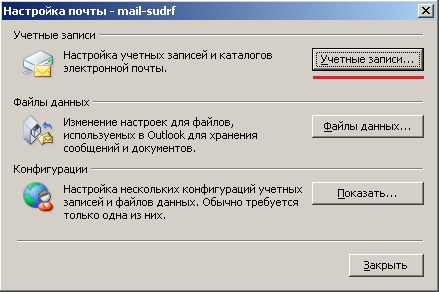 Настройка почты - mail-sudrf
Учетные записи
Настройка учетных записей и каталогов
электронной почты.
Учетные записи...
Файлы данных
Изменение настроек для файлов,
используемых в Outlook для хранения
сообщений и документов.
Файлы данных...
Конфигурации
Настройка нескольких конфигураций учетных
записей и файлов данных. Обычно требуется
только одна из них.
Показать...
Закрыть